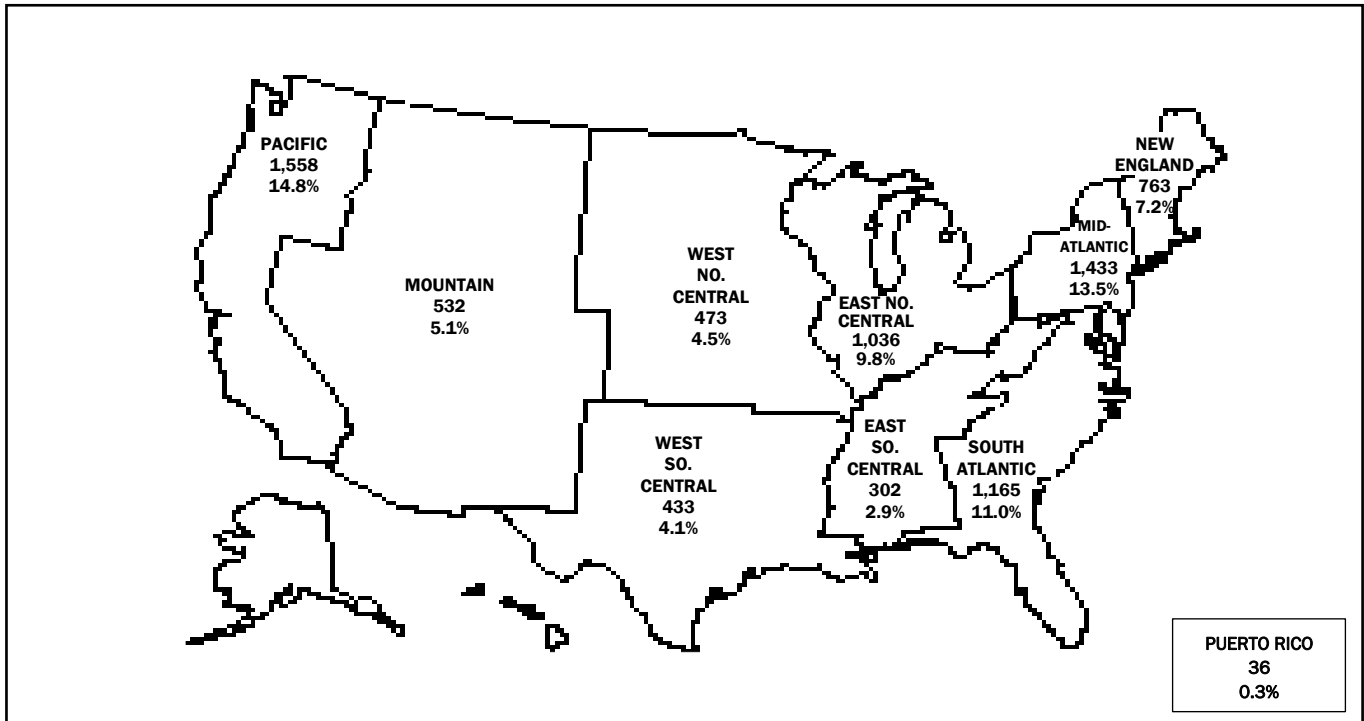 PACIFIC
1,558
14.8%
MOUNTAIN
532
5.1%
WEST
NO.
CENTRAL
473
4.5%
EAST NO.
CENTRAL
1,036
9.8%
NEW
ENGLAND
763
7.2%
MID-
ATLANTIC
1,433
13.5%
WEST
SO.
CENTRAL
433
4.1%
EAST
SO.
CENTRAL
302
2.9%
SOUTH
ATLANTIC
1,165
11.0%
PUERTO RICO
36
0.3%